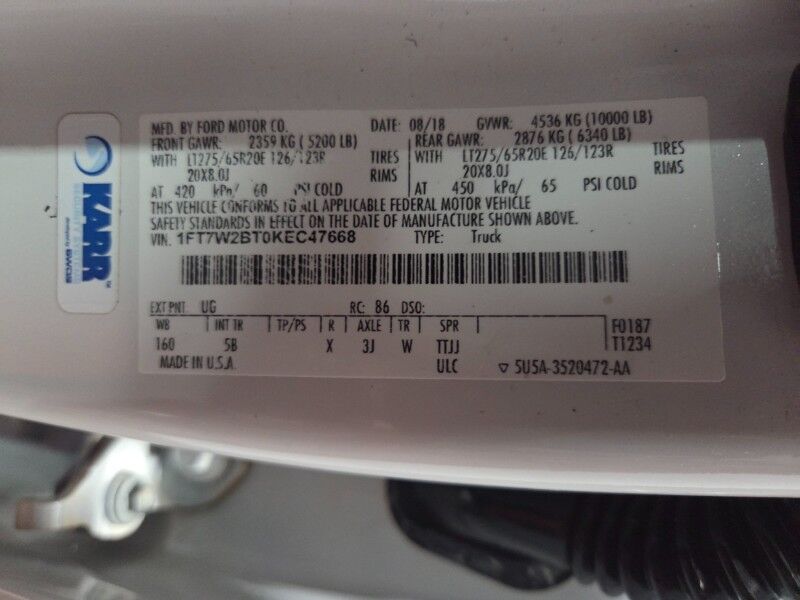 MFD. BY FORD MOTOR CO. DATE: 08/18 GVWR: 4536 KG (10000 LB)
FRONT GAWR: 2359 KG ( 5200 LB) REAR GAWR: 2876 KG ( 6340 LB)
WITH LT275/65R20E 126/123R TIRES WITH LT275/65R20E 126/123R TIRES
20X8.0J RIMS 20X8.0J RIMS
AT 420 kPa/ 60 PSI COLD AT 450 kPa/ 65 PSI COLD
THIS VEHICLE CONFORMS TO ALL APPLICABLE FEDERAL MOTOR VEHICLE
SAFETY STANDARDS IN EFFECT ON THE DATE OF MANUFACTURE SHOWN ABOVE.
VIN: 1FT7W2BT0KEC47668 TYPE: Truck
EXT PNT: UG RC: 86 DSO:
WB INT TR TP/PS R AXLE TR SPR F0187
160 5B X 3J W TTJJ T1234
MADE IN U.S.A. ULC ▽ 5U5A-3520472-AA
KARR
SECURITY SYSTEMS
developed by SWDS